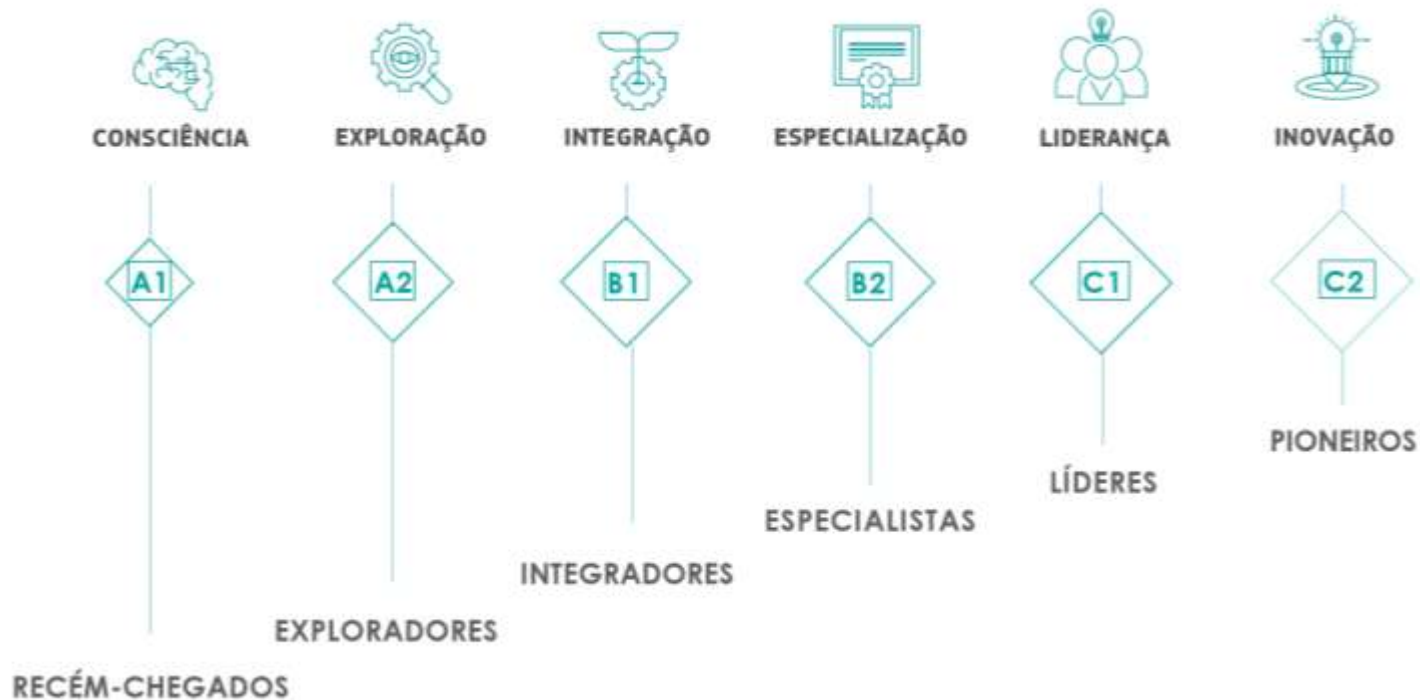 CONSCIÊNCIA
EXPLORAÇÃO
INTEGRAÇÃO
ESPECIALIZAÇÃO
LIDERANÇA
INOVAÇÃO
A1
A2
B1
B2
C1
C2
PIONEIROS
LÍDERES
ESPECIALISTAS
INTEGRADORES
EXPLORADORES
RECÉM-CHEGADOS